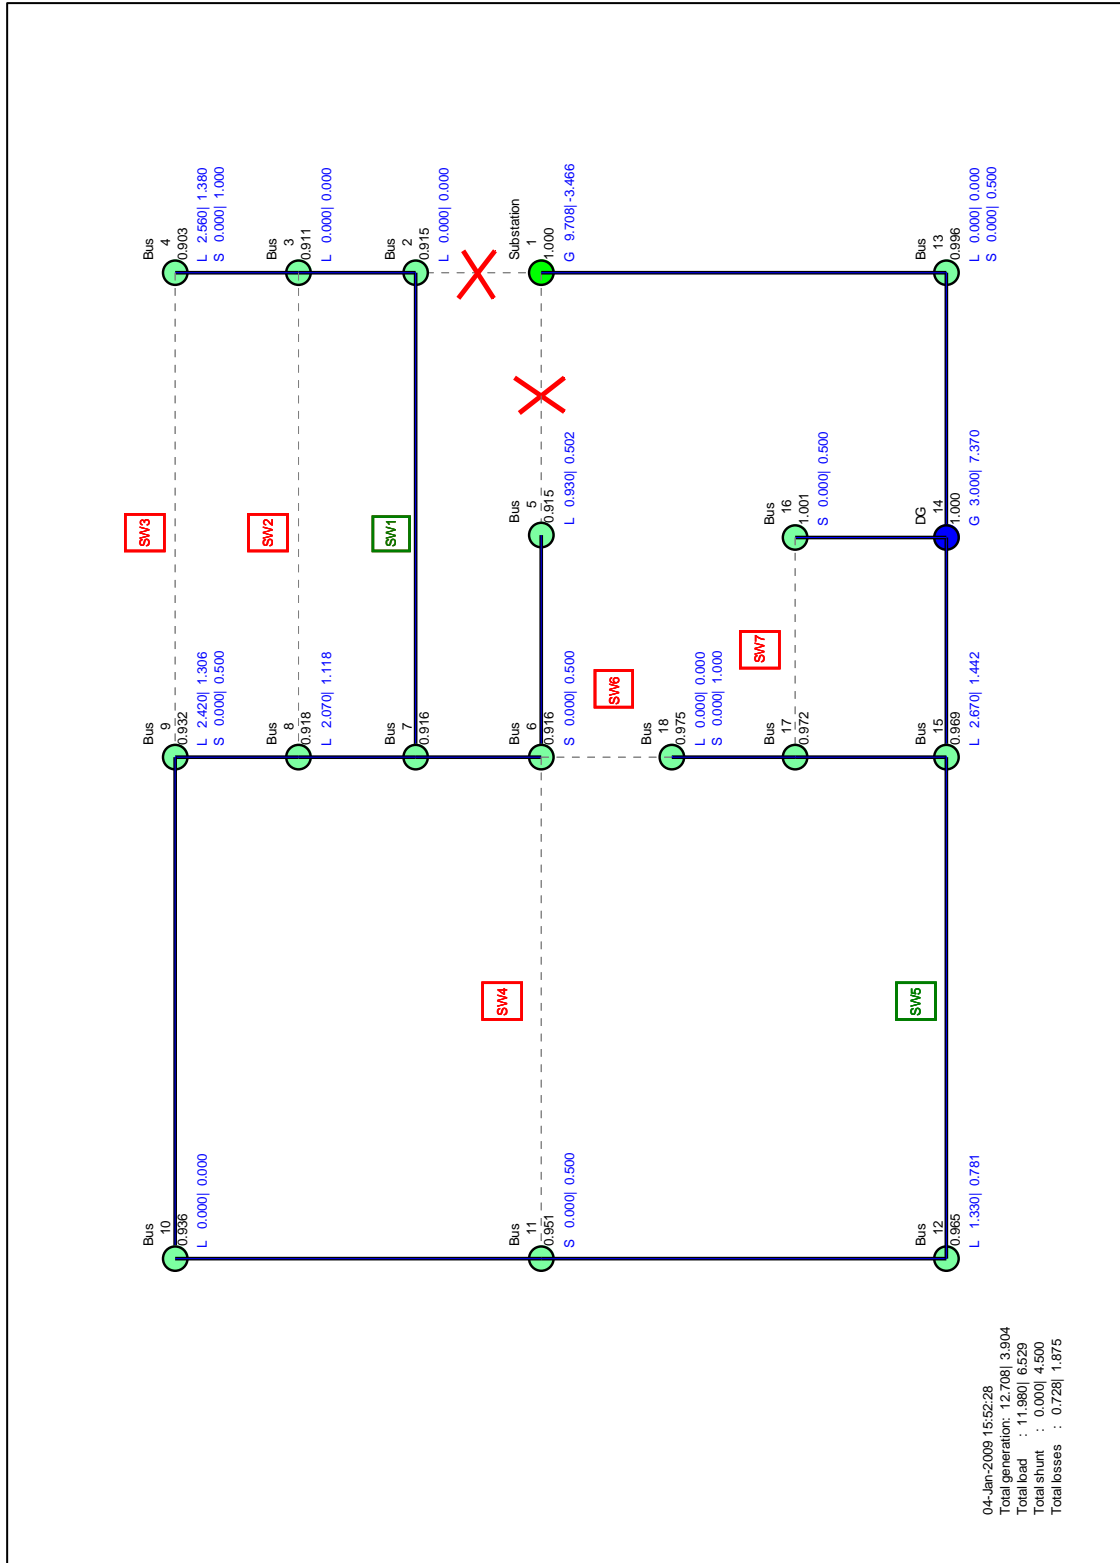 SW3
Bus 10
0.936
L 0.000| 0.000
Bus 9
0.932
L 2.420| 1.306
S 0.000| 0.500
Bus 4
0.903
L 2.560| 1.380
S 0.000| 1.000
SW2
Bus 8
0.918
L 2.070| 1.118
Bus 3
0.911
L 0.000| 0.000
SW1
Bus 7
0.916
Bus 2
0.915
L 0.000| 0.000
SW4
Bus 11
0.951
S 0.000| 0.500
Bus 6
0.916
S 0.000| 0.500
Bus 5
0.915
L 0.930| 0.502
Substation 1
1.000
G 9.708| -3.466
SW6
Bus 18
0.975
L 0.000| 0.000
S 0.000| 1.000
SW7
Bus 17
0.972
Bus 16
1.001
S 0.000| 0.500
SW5
Bus 12
0.965
L 1.330| 0.781
Bus 15
0.969
L 2.670| 1.442
DG 14
1.000
G 3.000| 7.370
Bus 13
0.996
L 0.000| 0.000
S 0.000| 0.500
04-Jan-2009 15:52:28
Total generation: 12.708| 3.904
Total load : 11.980| 6.529
Total shunt : 0.000| 4.500
Total losses : 0.728| 1.875